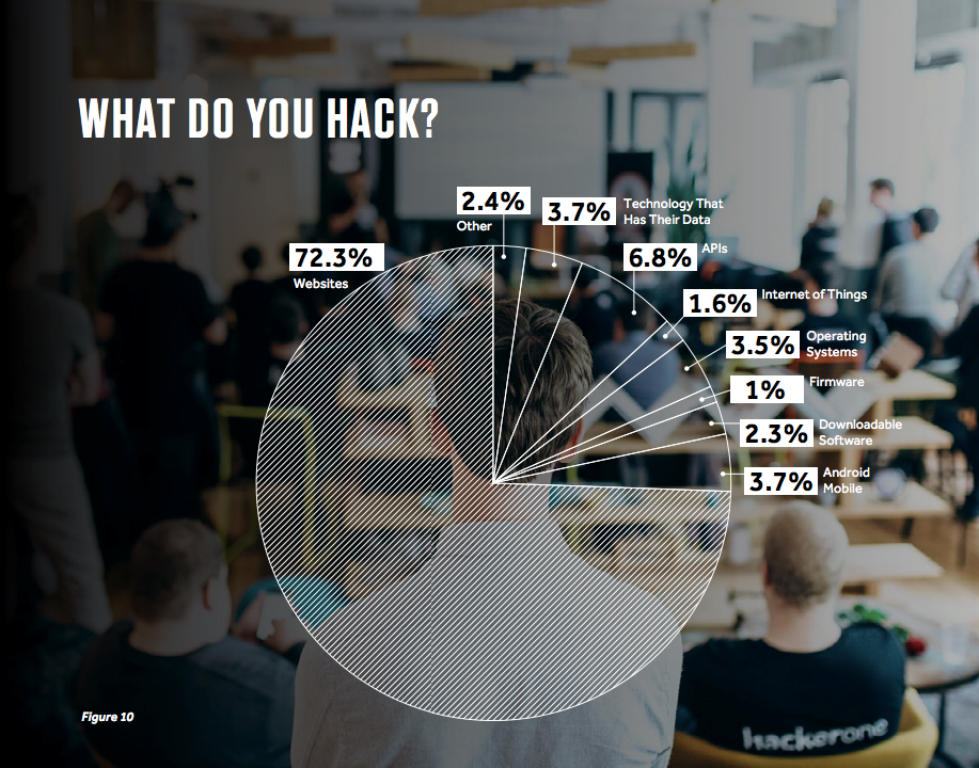 WHAT DO YOU HACK?
2.4%
Other
3.7%
Technology That
Has Their Data
72.3%
Websites
6.8%
APIs
1.6%
Internet of Things
3.5%
Operating
Systems
1%
Firmware
2.3%
Downloadable
Software
3.7%
Android
Mobile
Figure 10
hackerone